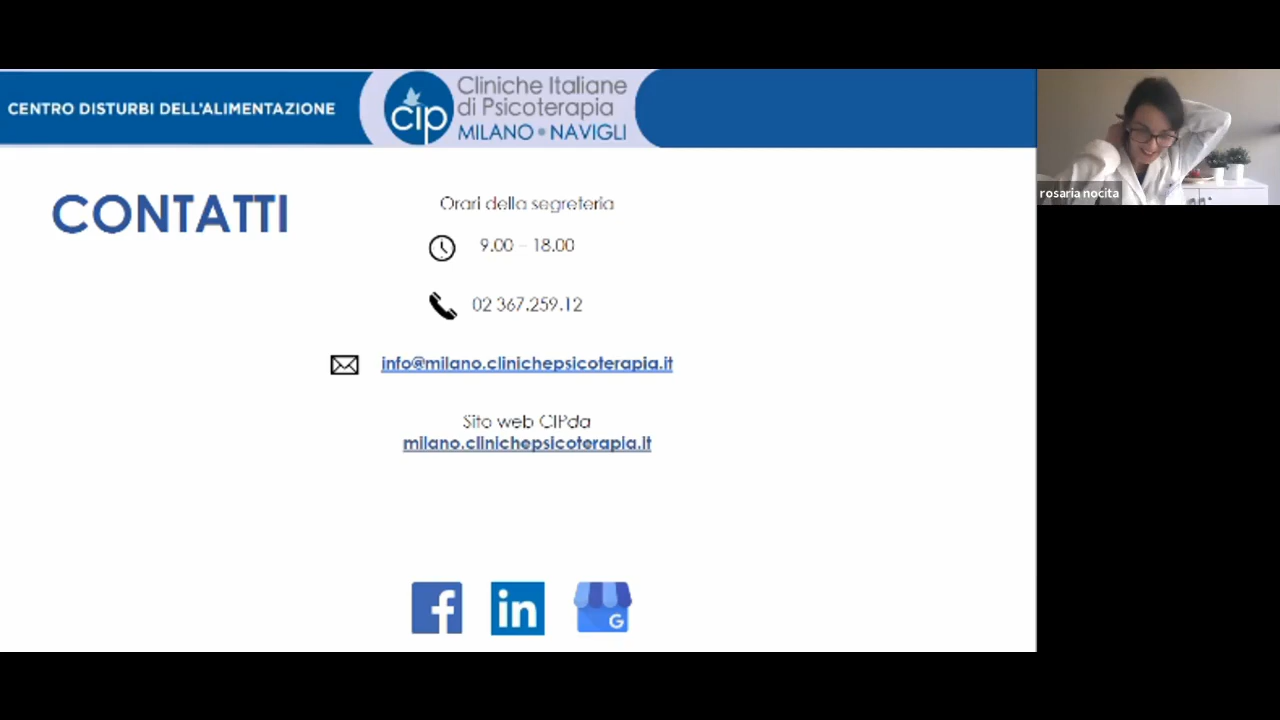 CENTRO DISTURBI DELL'ALIMENTAZIONE
cip
Cliniche Italiane
di Psicoterapia
MILANO • NAVIGLI
rosaria nocita
CONTATTI
Orari della segreteria
9.00 – 18.00
02 367.259.12
info@milano.clinichepsicoterapia.it
Sito web CIPda
milano.clinichepsicoterapia.it
f
in
G